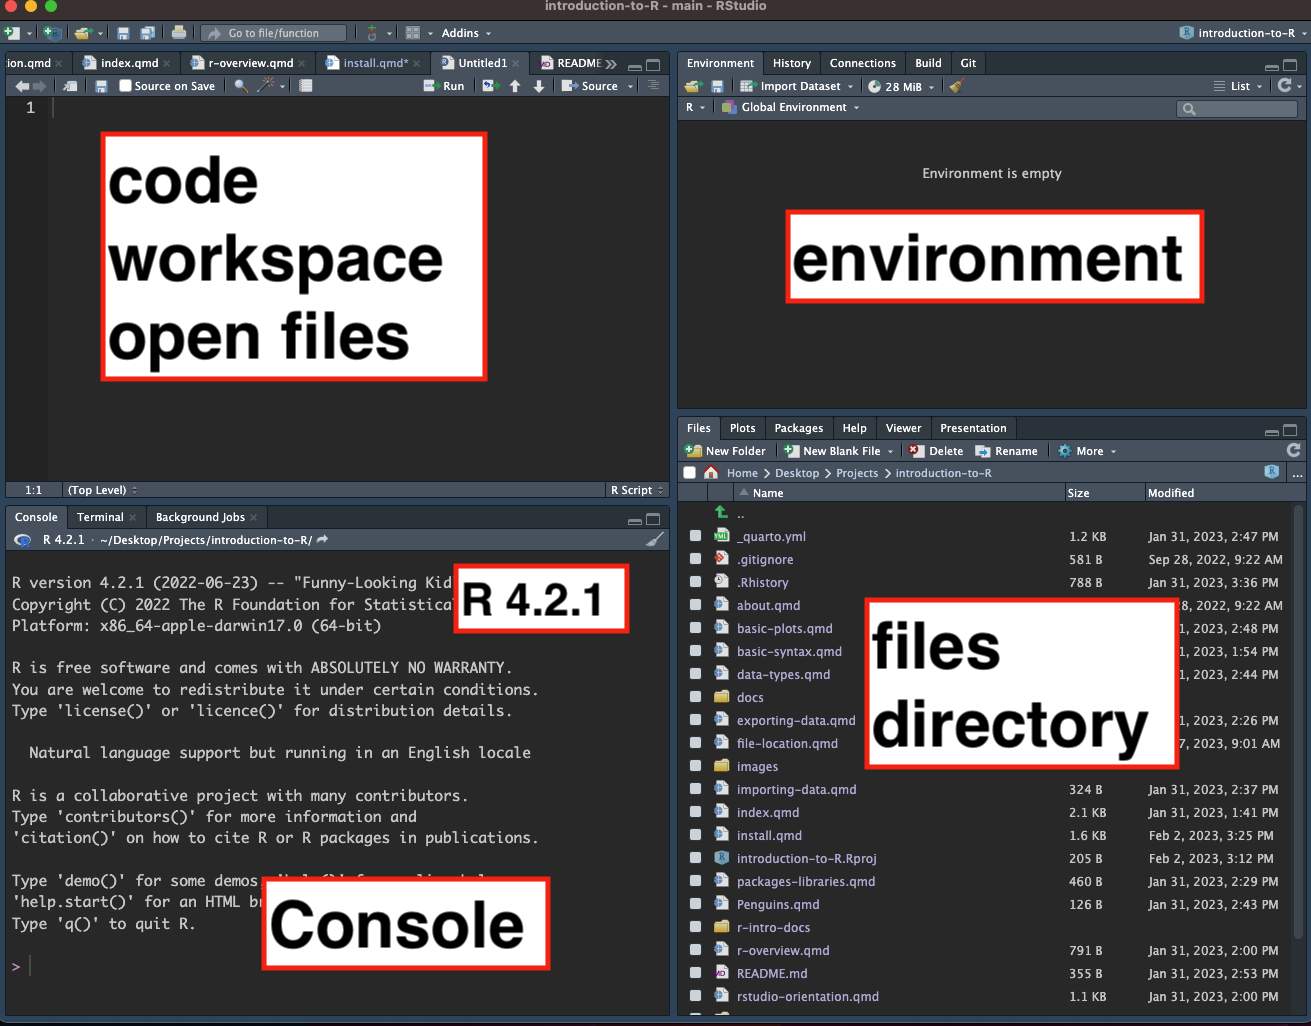 introduction-to-R - main - RStudio
Go to file/function
Addins
introduction-to-R
ion.qmd
index.qmd
r-overview.qmd
install.qmd*
Untitled1
README
Source on Save
Run
Source
1
code
workspace
open files
1:1
(Top Level)
R Script
Environment
History
Connections
Build
Git
Import Dataset
28 MiB
List
R
Global Environment
Environment is empty
environment
Console
Terminal
Background Jobs
R 4.2.1 · ~/Desktop/Projects/introduction-to-R/
R version 4.2.1 (2022-06-23) -- "Funny-Looking Kid
Copyright (C) 2022 The R Foundation for Statistica
Platform: x86_64-apple-darwin17.0 (64-bit)
R 4.2.1
R is free software and comes with ABSOLUTELY NO WARRANTY.
You are welcome to redistribute it under certain conditions.
Type 'license()' or 'licence()' for distribution details.
Natural language support but running in an English locale
R is a collaborative project with many contributors.
Type 'contributors()' for more information and
'citation()' on how to cite R or R packages in publications.
Type 'demo()' for some demos,
'help.start()' for an HTML b
Type 'q()' to quit R.
Console
>
Files
Plots
Packages
Help
Viewer
Presentation
New Folder
New Blank File
Delete
Rename
More
Home > Desktop > Projects > introduction-to-R
R
...
Name Size Modified
..
_quarto.yml 1.2 KB Jan 31, 2023, 2:47 PM
.gitignore 581 B Sep 28, 2022, 9:22 AM
.Rhistory 788 B Jan 31, 2023, 3:36 PM
about.qmd 8, 2022, 9:22 AM
basic-plots.qmd 1, 2023, 2:48 PM
basic-syntax.qmd 1, 2023, 1:54 PM
data-types.qmd 1, 2023, 2:44 PM
docs
exporting-data.qmd 1, 2023, 2:26 PM
file-location.qmd 7, 2023, 9:01 AM
files
directory
images
importing-data.qmd 324 B Jan 31, 2023, 2:37 PM
index.qmd 2.1 KB Jan 31, 2023, 1:41 PM
install.qmd 1.6 KB Feb 2, 2023, 3:25 PM
introduction-to-R.Rproj 205 B Feb 2, 2023, 3:12 PM
packages-libraries.qmd 460 B Jan 31, 2023, 2:29 PM
Penguins.qmd 126 B Jan 31, 2023, 2:43 PM
r-intro-docs
r-overview.qmd 791 B Jan 31, 2023, 2:00 PM
README.md 355 B Jan 31, 2023, 2:53 PM
rstudio-orientation.qmd 1.1 KB Jan 31, 2023, 2:00 PM